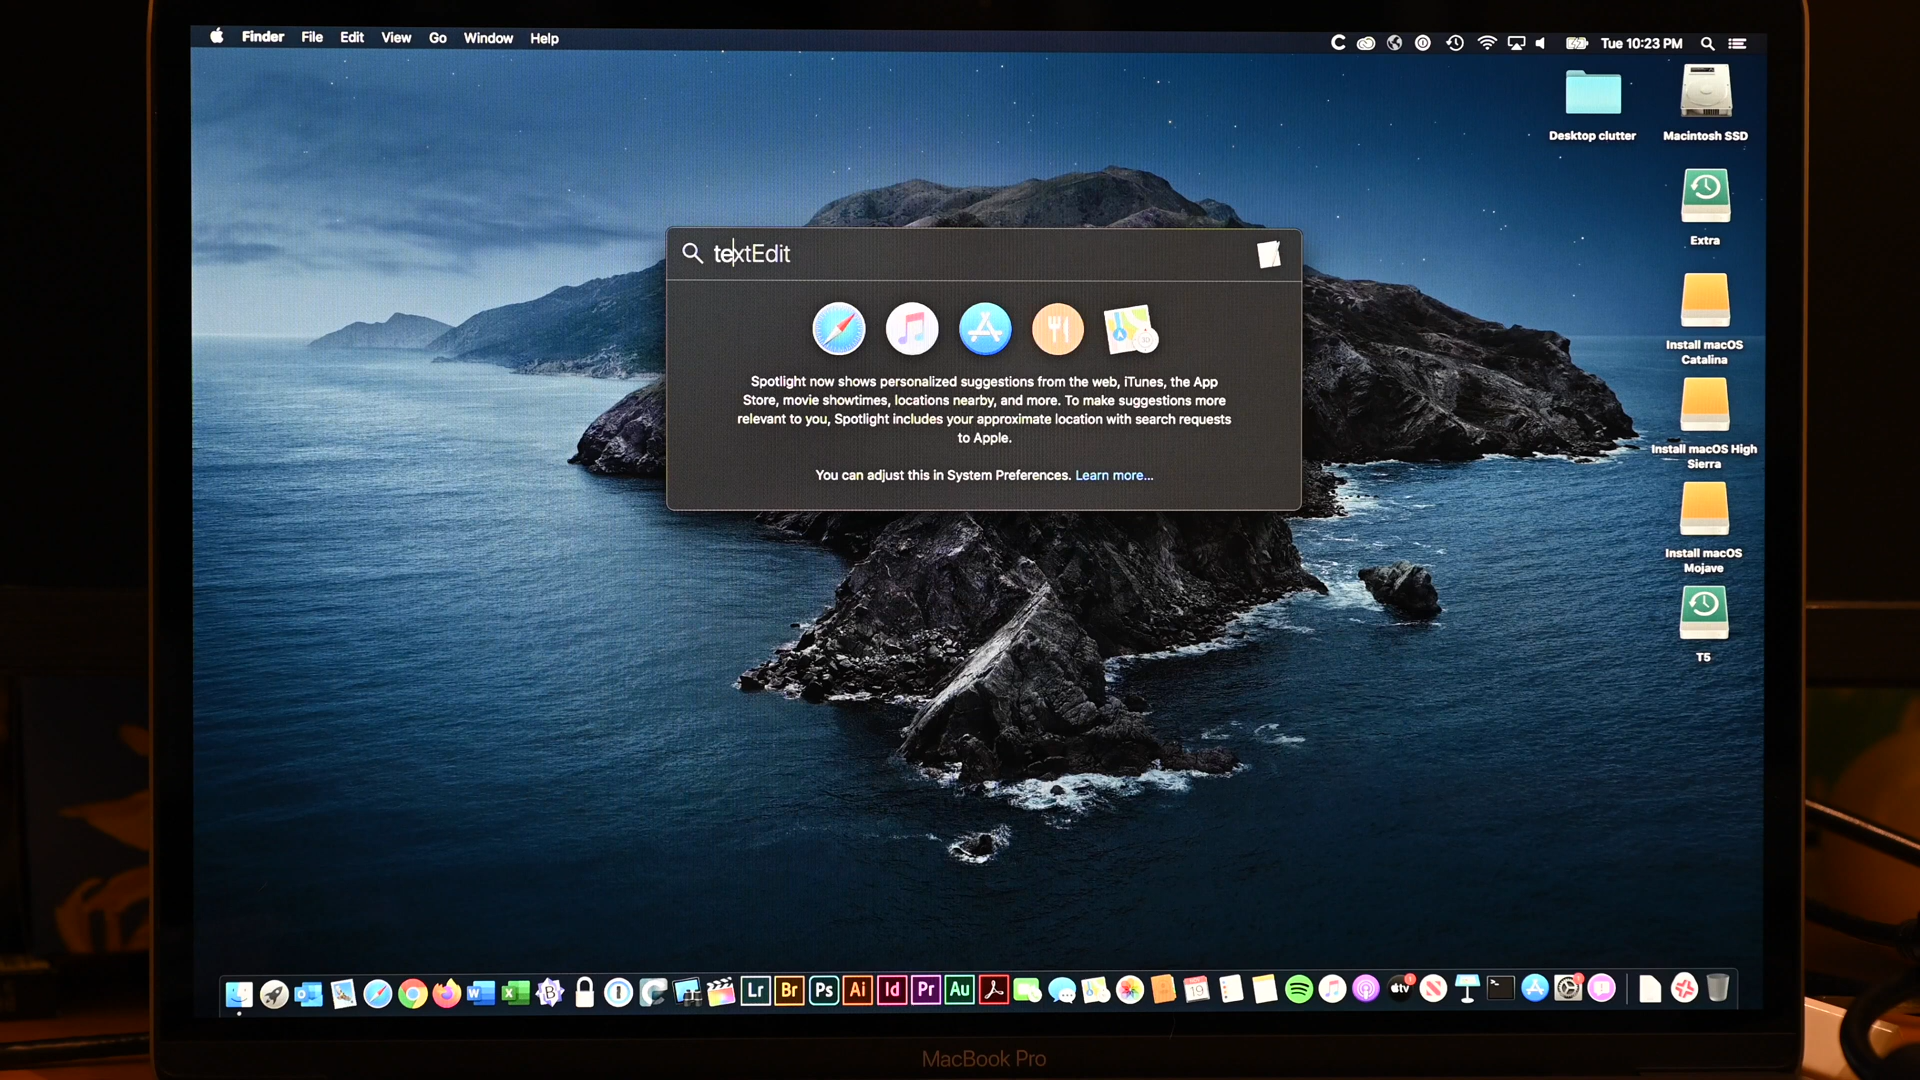 Finder File Edit View Go Window Help
Tue 10:23 PM
Desktop clutter
Macintosh SSD
Extra
textEdit
Install macOS
Catalina
Spotlight now shows personalized suggestions from the web, iTunes, the App
Store, movie showtimes, locations nearby, and more. To make suggestions more
relevant to you, Spotlight includes your approximate location with search requests
to Apple.
You can adjust this in System Preferences. Learn more...
Install macOS High
Sierra
Install macOS
Mojave
T5
Lr Br Ps Ai Id Pr Au
19
tv
MacBook Pro